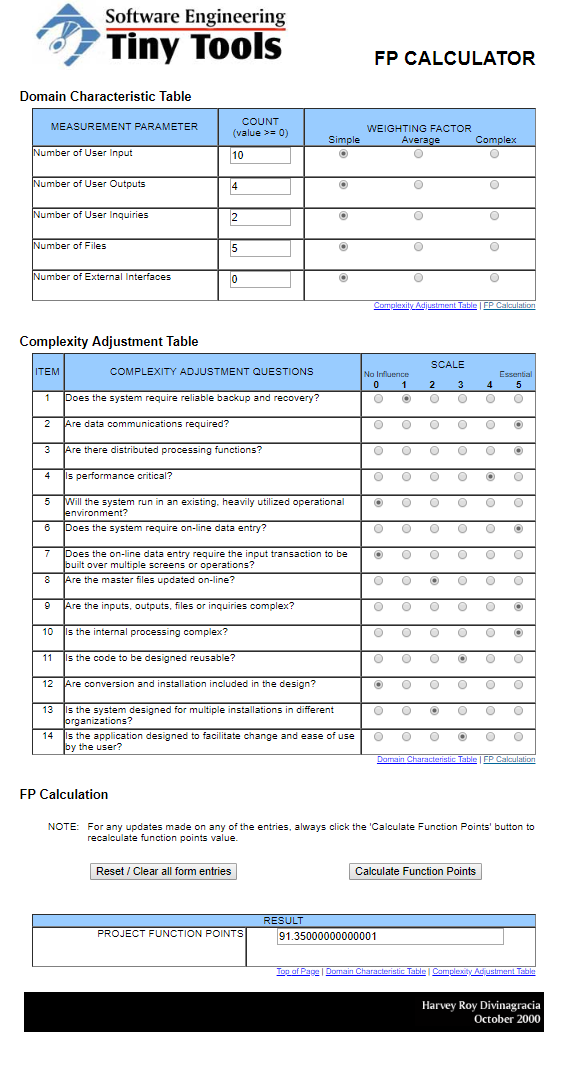 Software Engineering
Tiny Tools
FP CALCULATOR
Domain Characteristic Table
MEASUREMENT PARAMETER
COUNT
(value >= 0)
WEIGHTING FACTOR
Simple Average Complex
Number of User Input 10
Number of User Outputs 4
Number of User Inquiries 2
Number of Files 5
Number of External Interfaces 0
Complexity Adjustment Table | FP Calculation
Complexity Adjustment Table
ITEM COMPLEXITY ADJUSTMENT QUESTIONS
SCALE
No Influence Essential
0 1 2 3 4 5
1 Does the system require reliable backup and recovery?
2 Are data communications required?
3 Are there distributed processing functions?
4 Is performance critical?
5 Will the system run in an existing, heavily utilized operational
environment?
6 Does the system require on-line data entry?
7 Does the on-line data entry require the input transaction to be
built over multiple screens or operations?
8 Are the master files updated on-line?
9 Are the inputs, outputs, files or inquiries complex?
10 Is the internal processing complex?
11 Is the code to be designed reusable?
12 Are conversion and installation included in the design?
13 Is the system designed for multiple installations in different
organizations?
14 Is the application designed to facilitate change and ease of use
by the user?
Domain Characteristic Table | FP Calculation
FP Calculation
NOTE: For any updates made on any of the entries, always click the 'Calculate Function Points' button to
recalculate function points value.
Reset / Clear all form entries Calculate Function Points
RESULT
PROJECT FUNCTION POINTS 91.35000000000001
Top of Page | Domain Characteristic Table | Complexity Adjustment Table
Harvey Roy Divinagracia
October 2000